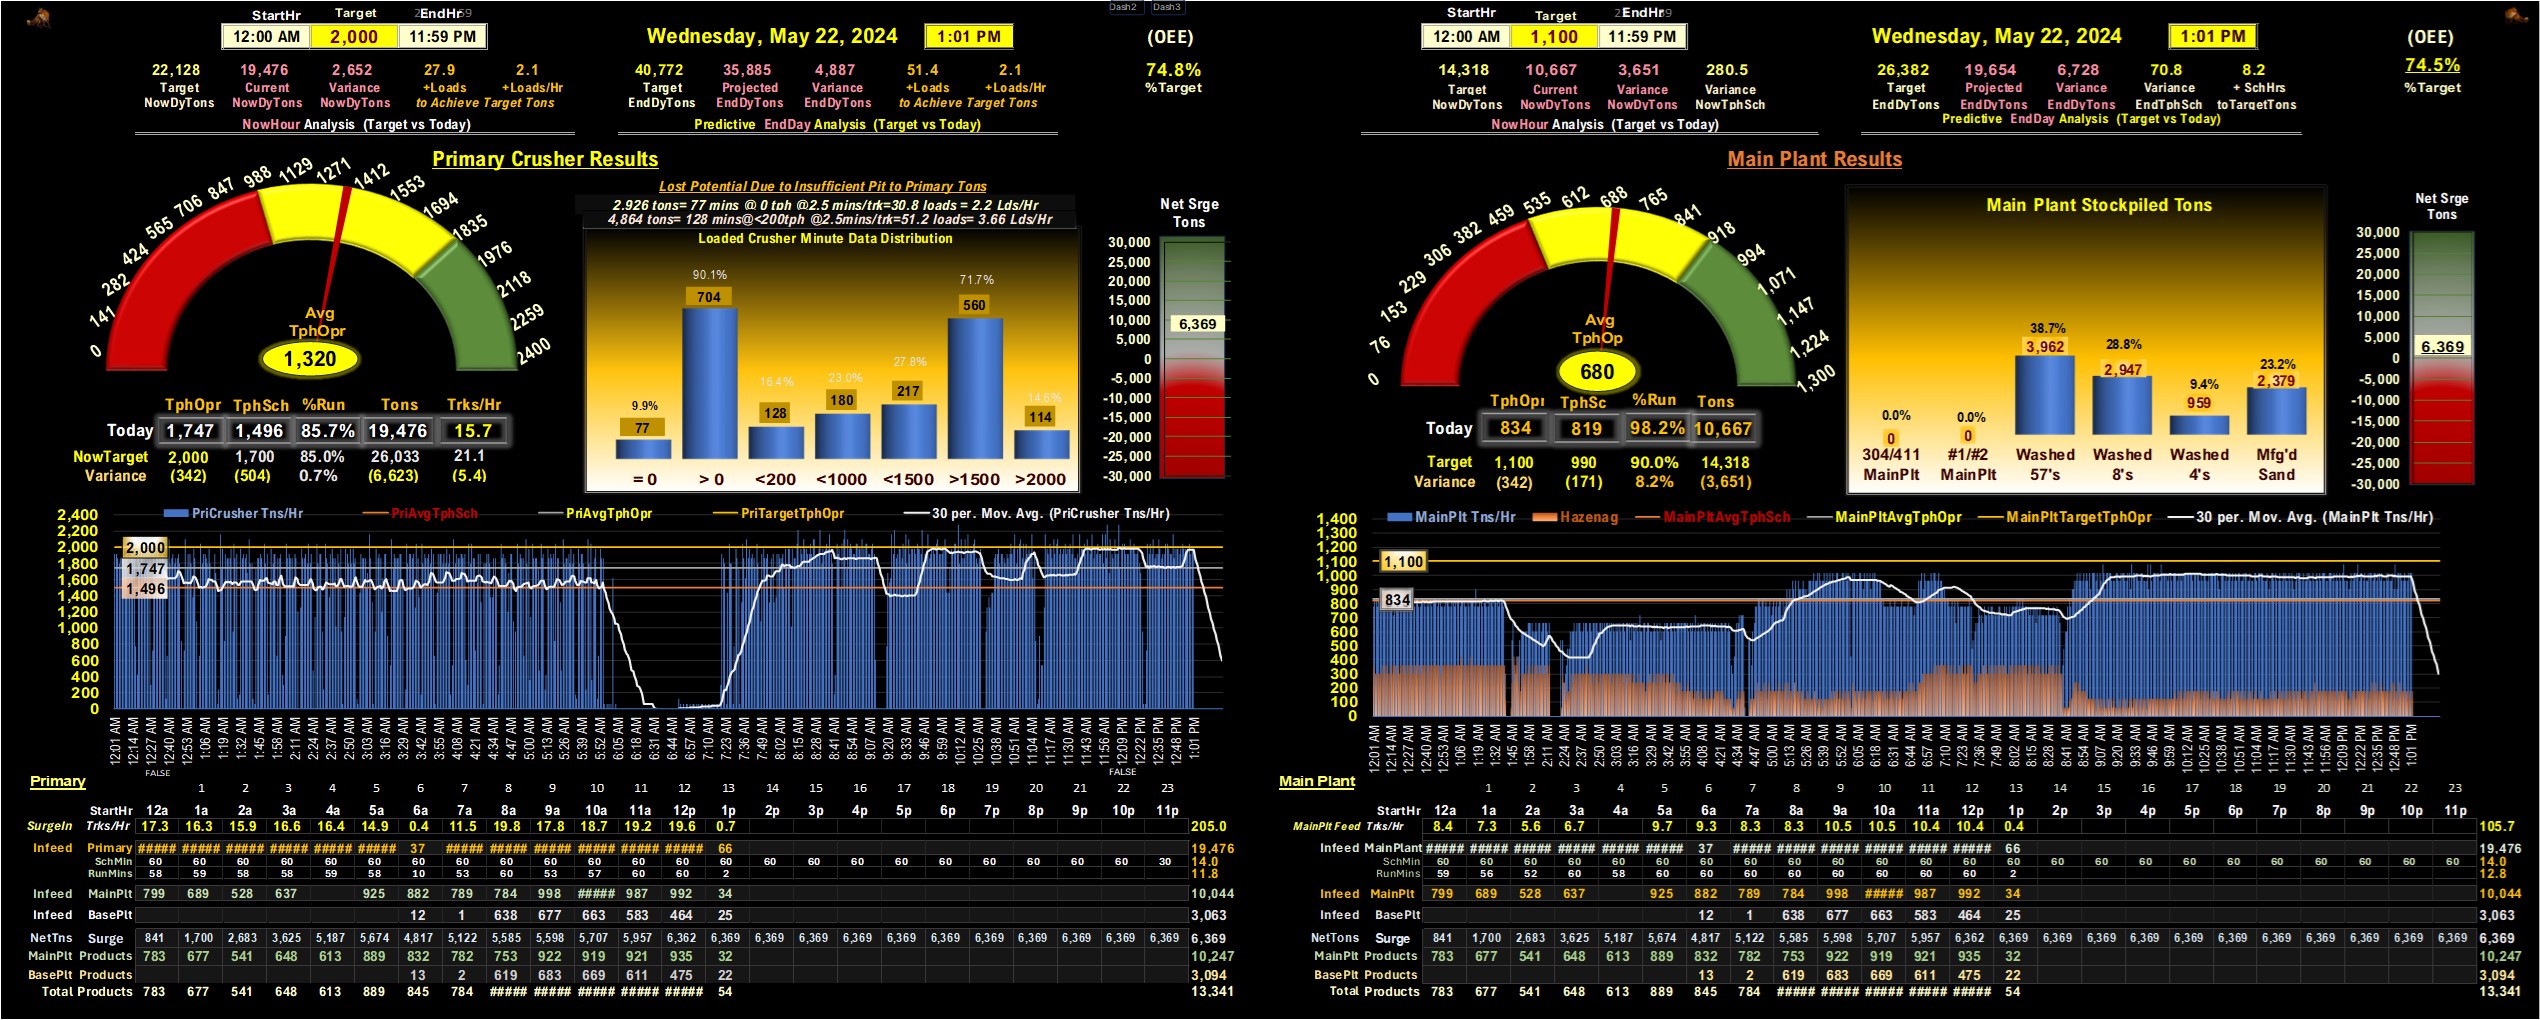 Dash2 Dash3
StartHr Target EndHr
12:00 AM 2,000 11:59 PM
Wednesday, May 22, 2024 1:01 PM (OEE)
22,128 19,476 2,652 27.9 2.1
Target Current Variance +Loads +Loads/Hr
NowDyTons NowDyTons NowDyTons to Achieve Target Tons
NowHour Analysis (Target vs Today)
40,772 35,885 4,887 51.4 2.1 74.8%
Target Projected Variance +Loads +Loads/Hr %Target
EndDyTons EndDyTons EndDyTons to Achieve Target Tons
Predictive EndDay Analysis (Target vs Today)
Primary Crusher Results
0 141 282 424 565 706 847 988 1129 1271 1412 1553 1694 1835 1976 2118 2259 2400
Avg
TphOpr
1,320
TphOpr TphSch %Run Tons Trks/Hr
Today 1,747 1,496 85.7% 19,476 15.7
NowTarget 2,000 1,700 85.0% 26,033 21.1
Variance (342) (504) 0.7% (6,623) (5.4)
Lost Potential Due to Insufficient Pit to Primary Tons
2.926 tons= 77 mins @ 0 tph @2.5 mins/trk=30.8 loads = 2.2 Lds/Hr
4,864 tons= 128 mins@<200tph @2.5mins/trk=51.2 loads= 3.66 Lds/Hr
Loaded Crusher Minute Data Distribution
9.9% 90.1% 16.4% 23.0% 27.8% 71.7% 14.6%
77 704 128 180 217 560 114
= 0 > 0 <200 <1000 <1500 >1500 >2000
Net Srge
Tons
30,000
25,000
20,000
15,000
10,000
5,000
0
-5,000
-10,000
-15,000
-20,000
-25,000
-30,000
6,369
PriCrusher Tns/Hr PriAvgTphSch PriAvgTphOpr PriTargetTphOpr 30 per. Mov. Avg. (PriCrusher Tns/Hr)
2,400
2,200
2,000
1,800
1,600
1,400
1,200
1,000
800
600
400
200
0
2,000
1,747
1,496
12:01 AM 12:14 AM 12:27 AM 12:40 AM 12:53 AM 1:06 AM 1:19 AM 1:32 AM 1:45 AM 1:58 AM 2:11 AM 2:24 AM 2:37 AM 2:50 AM 3:03 AM 3:16 AM 3:29 AM 3:42 AM 3:55 AM 4:08 AM 4:21 AM 4:34 AM 4:47 AM 5:00 AM 5:13 AM 5:26 AM 5:39 AM 5:52 AM 6:05 AM 6:18 AM 6:31 AM 6:44 AM 6:57 AM 7:10 AM 7:23 AM 7:36 AM 7:49 AM 8:02 AM 8:15 AM 8:28 AM 8:41 AM 8:54 AM 9:07 AM 9:20 AM 9:33 AM 9:46 AM 9:59 AM 10:12 AM 10:25 AM 10:38 AM 10:51 AM 11:04 AM 11:17 AM 11:30 AM 11:43 AM 11:56 AM 12:09 PM 12:22 PM 12:35 PM 12:48 PM 1:01 PM
FALSE FALSE
Primary
1 2 3 4 5 6 7 8 9 10 11 12 13 14 15 16 17 18 19 20 21 22 23
StartHr 12a 1a 2a 3a 4a 5a 6a 7a 8a 9a 10a 11a 12p 1p 2p 3p 4p 5p 6p 7p 8p 9p 10p 11p
SurgeIn Trks/Hr 17.3 16.3 15.9 16.6 16.4 14.9 0.4 11.5 19.8 17.8 18.7 19.2 19.6 0.7 205.0
Infeed Primary ##### ##### ##### ##### ##### ##### 37 ##### ##### ##### ##### ##### ##### 66 19,476
SchMin 60 60 60 60 60 60 60 60 60 60 60 60 60 60 60 60 60 60 60 60 60 60 60 30 14.0
RunMins 58 59 58 58 59 58 10 53 60 53 57 60 60 2 11.8
Infeed MainPlt 799 689 528 637 925 882 789 784 998 ##### 987 992 34 10,044
Infeed BasePlt 12 1 638 677 663 583 464 25 3,063
NetTns Surge 841 1,700 2,683 3,625 5,187 5,674 4,817 5,122 5,585 5,598 5,707 5,957 6,362 6,369 6,369 6,369 6,369 6,369 6,369 6,369 6,369 6,369 6,369 6,369 6,369
MainPlt Products 783 677 541 648 613 889 832 782 753 922 919 921 935 32 10,247
BasePlt Products 13 2 619 683 669 611 475 22 3,094
Total Products 783 677 541 648 613 889 845 784 ##### ##### ##### ##### ##### 54 13,341
StartHr Target EndHr
12:00 AM 1,100 11:59 PM
Wednesday, May 22, 2024 1:01 PM (OEE)
14,318 10,667 3,651 280.5
Target Current Variance Variance
NowDyTons NowDyTons NowDyTons NowTphSch
NowHour Analysis (Target vs Today)
26,382 19,654 6,728 70.8 8.2 74.5%
Target Projected Variance Variance + SchHrs %Target
EndDyTons EndDyTons EndDyTons EndTphSch toTargetTons
Predictive EndDay Analysis (Target vs Today)
Main Plant Results
0 76 153 229 306 382 459 535 612 688 765 841 918 994 1,071 1,147 1,224 1,300
Avg
TphOp
680
TphOpr TphSc %Run Tons
Today 834 819 98.2% 10,667
Target 1,100 990 90.0% 14,318
Variance (342) (171) 8.2% (3,651)
Main Plant Stockpiled Tons
0.0% 0.0% 38.7% 28.8% 9.4% 23.2%
0 0 3,962 2,947 959 2,379
304/411 #1/#2 Washed Washed Washed Mfg'd
MainPlt MainPlt 57's 8's 4's Sand
Net Srge
Tons
30,000
25,000
20,000
15,000
10,000
5,000
0
-5,000
-10,000
-15,000
-20,000
-25,000
-30,000
6.369
MainPlt Tns/Hr Hazenag MainPltAvgTphSch MainPltAvgTphOpr MainPltTargetTphOpr 30 per. Mov. Avg. (MainPlt Tns/Hr)
1,400
1,300
1,200
1,100
1,000
900
800
700
600
500
400
300
200
100
0
1,100
834
12:01 AM 12:14 AM 12:27 AM 12:40 AM 12:53 AM 1:06 AM 1:19 AM 1:32 AM 1:45 AM 1:58 AM 2:11 AM 2:24 AM 2:37 AM 2:50 AM 3:03 AM 3:16 AM 3:29 AM 3:42 AM 3:55 AM 4:08 AM 4:21 AM 4:34 AM 4:47 AM 5:00 AM 5:13 AM 5:26 AM 5:39 AM 5:52 AM 6:05 AM 6:18 AM 6:31 AM 6:44 AM 6:57 AM 7:10 AM 7:23 AM 7:36 AM 7:49 AM 8:02 AM 8:15 AM 8:28 AM 8:41 AM 8:54 AM 9:07 AM 9:20 AM 9:33 AM 9:46 AM 9:59 AM 10:12 AM 10:25 AM 10:38 AM 10:51 AM 11:04 AM 11:17 AM 11:30 AM 11:43 AM 11:56 AM 12:09 PM 12:22 PM 12:35 PM 12:48 PM 1:01 PM
Main Plant
1 2 3 4 5 6 7 8 9 10 11 12 13 14 15 16 17 18 19 20 21 22 23
StartHr 12a 1a 2a 3a 4a 5a 6a 7a 8a 9a 10a 11a 12p 1p 2p 3p 4p 5p 6p 7p 8p 9p 10p 11p
MainPlt Feed Trks/Hr 8.4 7.3 5.6 6.7 9.7 9.3 8.3 8.3 10.5 10.5 10.4 10.4 0.4 105.7
Infeed MainPlant ##### ##### ##### ##### ##### ##### 37 ##### ##### ##### ##### ##### ##### 66 19,476
SchMin 60 60 60 60 60 60 60 60 60 60 60 60 60 60 60 60 60 60 60 60 60 60 60 60 14.0
RunMins 59 56 52 60 58 60 60 60 60 60 60 60 60 2 12.8
Infeed MainPlt 799 689 528 637 925 882 789 784 998 ##### 987 992 34 10,044
Infeed BasePlt 12 1 638 677 663 583 464 25 3,063
NetTons Surge 841 1,700 2,683 3,625 5,187 5,674 4,817 5,122 5,585 5,598 5,707 5,957 6,362 6,369 6,369 6,369 6,369 6,369 6,369 6,369 6,369 6,369 6,369 6,369 6,369
MainPlt Products 783 677 541 648 613 889 832 782 753 922 919 921 935 32 10,247
BasePlt Products 13 2 619 683 669 611 475 22 3,094
Total Products 783 677 541 648 613 889 845 784 ##### ##### ##### ##### ##### 54 13,341